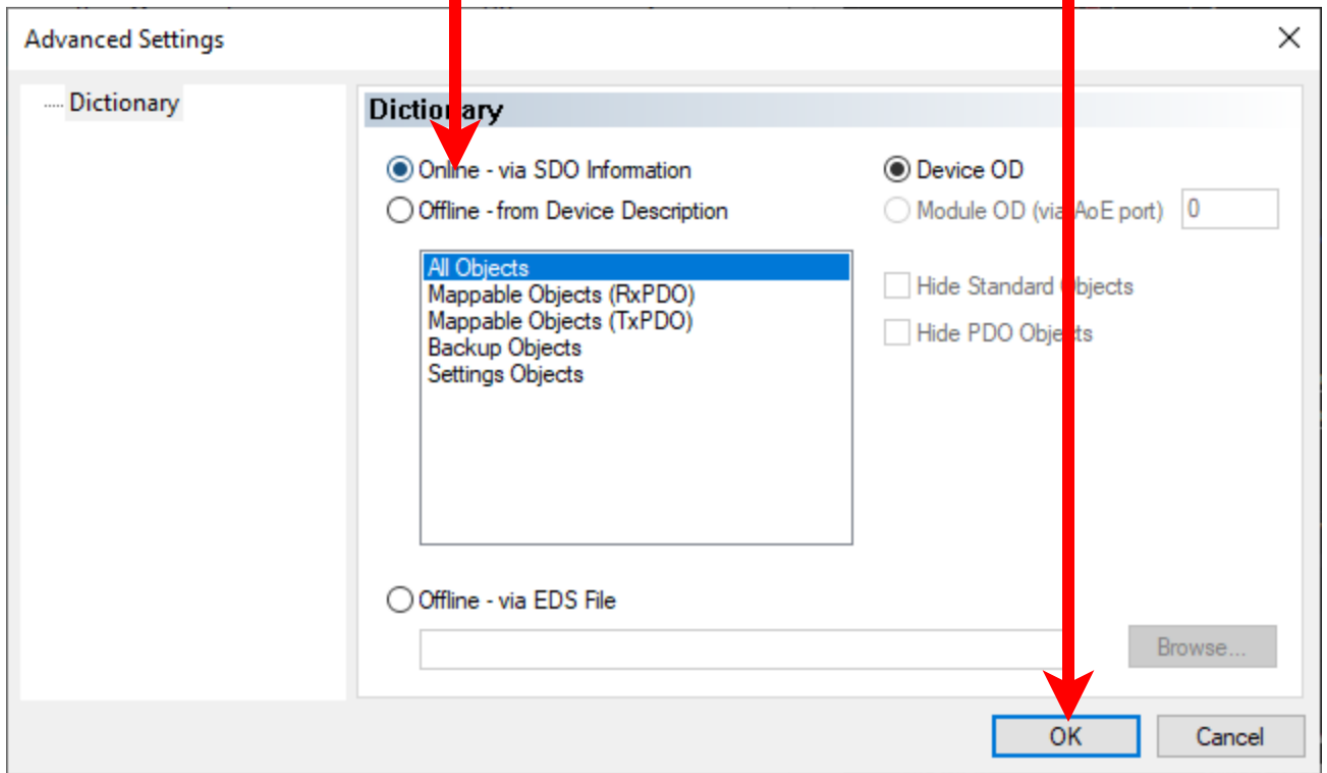 Advanced Settings
Dictionary
Dictionary
Online - via SDO Information
Device OD
Offline - from Device Description
Module OD (via AoE port)
0
All Objects
Mappable Objects (RxPDO)
Mappable Objects (TxPDO)
Backup Objects
Settings Objects
Hide Standard Objects
Hide PDO Objects
Offline - via EDS File
Browse...
OK
Cancel